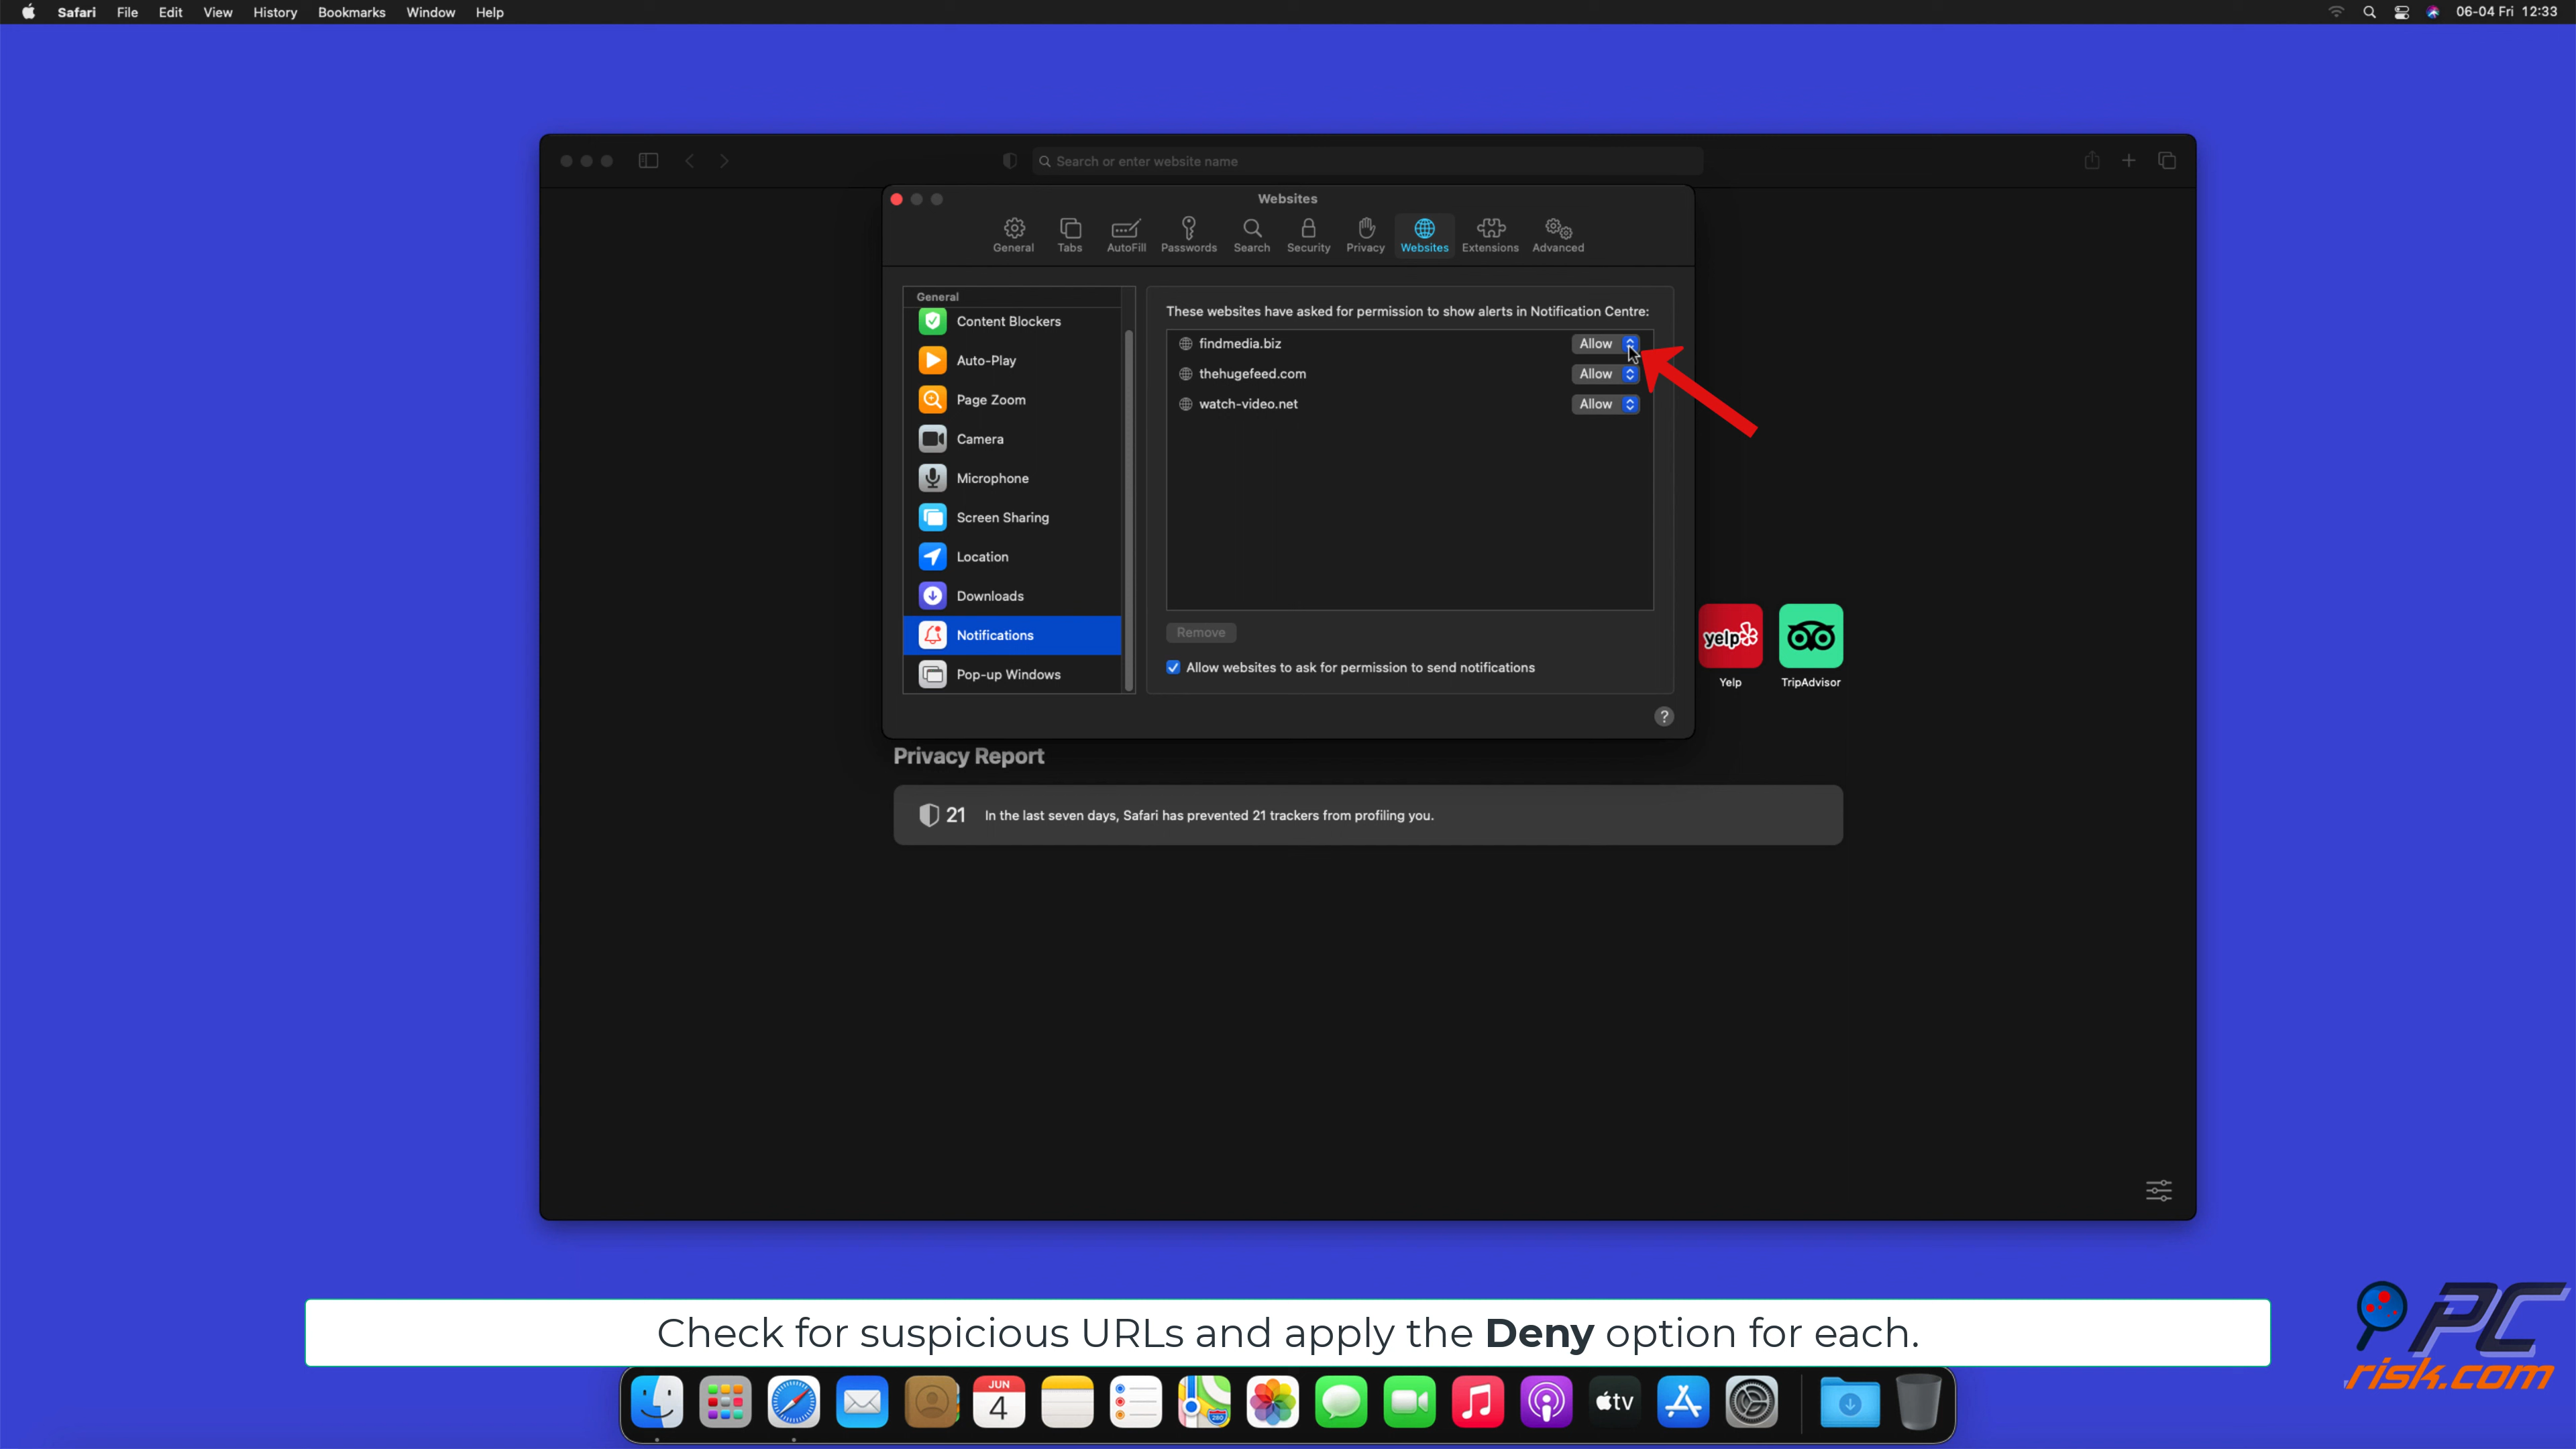 Safari File Edit View History Bookmarks Window Help 06-04 Fri 12:33
Search or enter website name
Websites
General Tabs AutoFill Passwords Search Security Privacy Websites Extensions Advanced
General
Content Blockers
Auto-Play
Page Zoom
Camera
Microphone
Screen Sharing
Location
Downloads
Notifications
Pop-up Windows
These websites have asked for permission to show alerts in Notification Centre:
findmedia.biz Allow
thehugefeed.com Allow
watch-video.net Allow
Remove
Allow websites to ask for permission to send notifications
?
yelp
Yelp TripAdvisor
Privacy Report
21 In the last seven days, Safari has prevented 21 trackers from profiling you.
Check for suspicious URLs and apply the Deny option for each.
PC
risk.com
JUN
4
280
tv